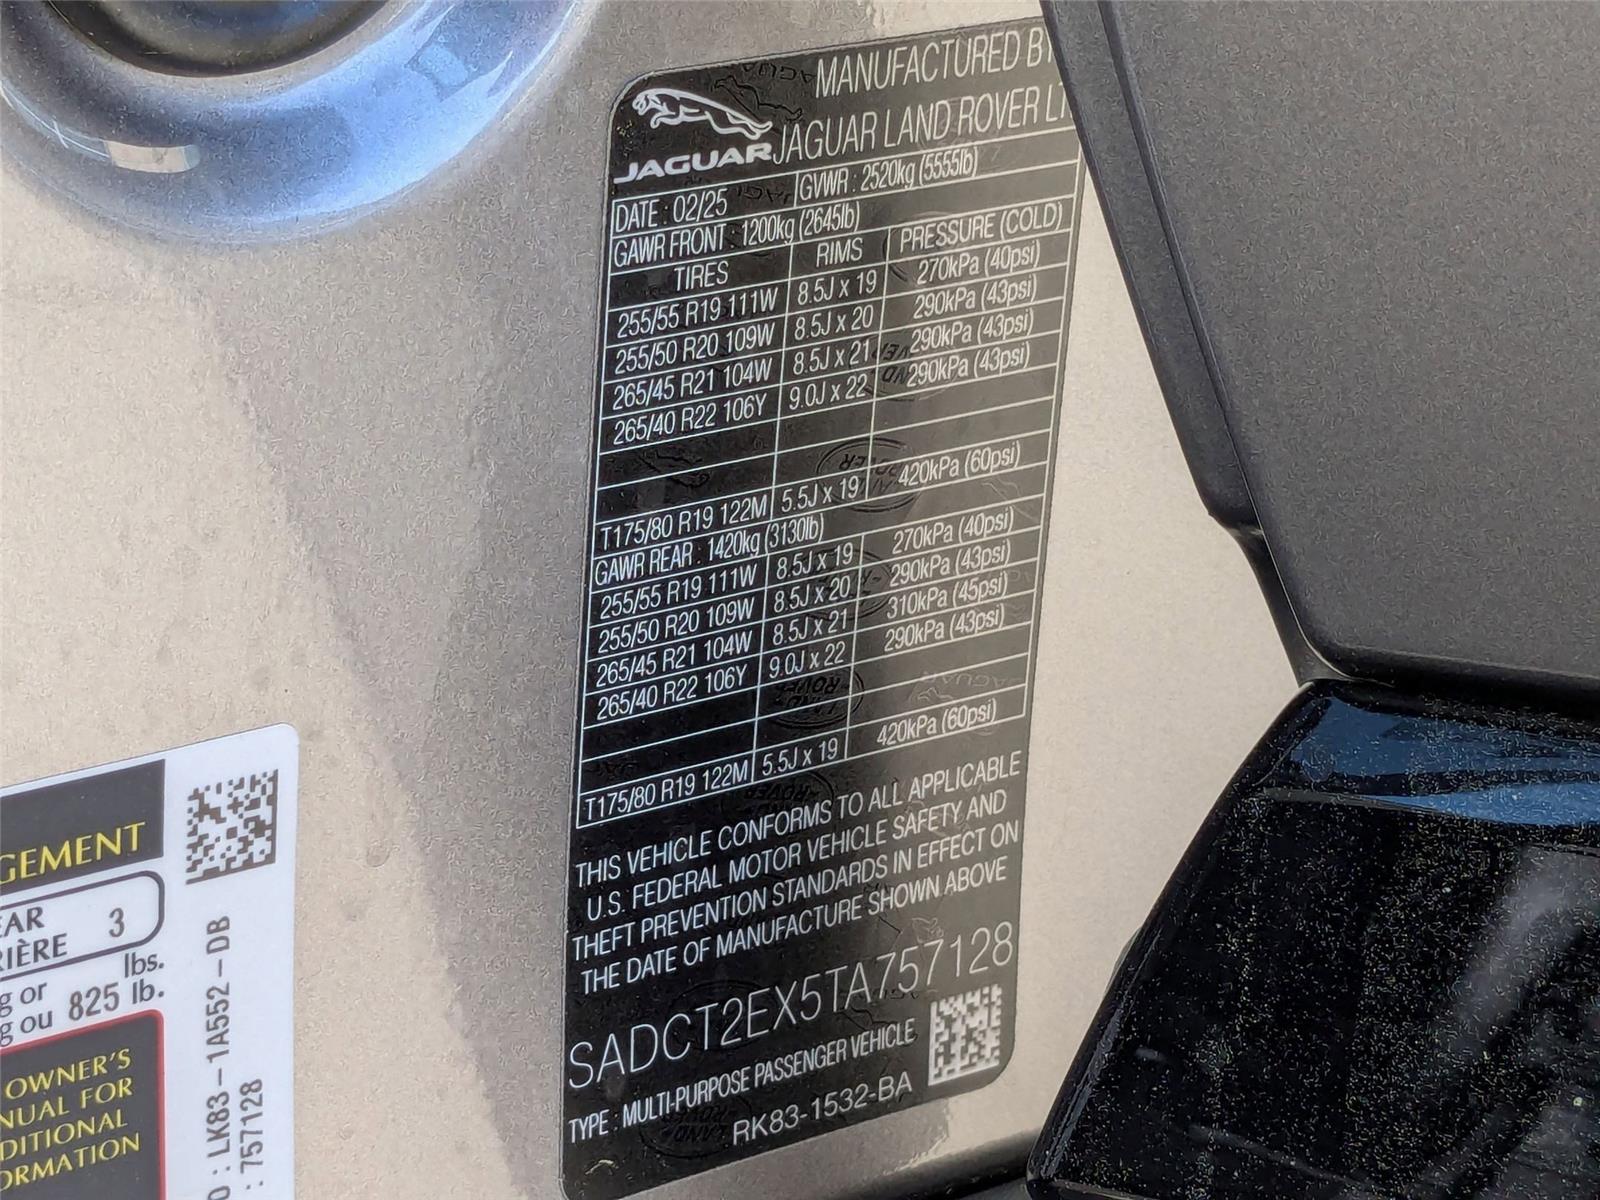 MANUFACTURED BY
JAGUAR LAND ROVER
JAGUAR
DATE : 02/25 GVWR : 2520kg (5555lb)
GAWR FRONT : 1200kg (2645lb)
TIRES RIMS PRESSURE (COLD)
255/55 R19 111W 8.5J x 19 270kPa (40psi)
255/50 R20 109W 8.5J x 20 290kPa (43psi)
265/45 R21 104W 8.5J x 21 290kPa (43psi)
265/40 R22 106Y 9.0J x 22 290kPa (43psi)
T175/80 R19 122M 5.5J x 19 420kPa (60psi)
GAWR REAR : 1420kg (3130lb)
255/55 R19 111W 8.5J x 19 270kPa (40psi)
255/50 R20 109W 8.5J x 20 290kPa (43psi)
265/45 R21 104W 8.5J x 21 310kPa (45psi)
265/40 R22 106Y 9.0J x 22 290kPa (43psi)
T175/80 R19 122M 5.5J x 19 420kPa (60psi)
THIS VEHICLE CONFORMS TO ALL APPLICABLE
U.S. FEDERAL MOTOR VEHICLE SAFETY AND
THEFT PREVENTION STANDARDS IN EFFECT ON
THE DATE OF MANUFACTURE SHOWN ABOVE
SADCT2EX5TA757128
TYPE : MULTI-PURPOSE PASSENGER VEHICLE
RK83-1532-BA
GEMENT
EAR
RIÈRE 3
g or 825 lbs.
g ou lb.
OWNER'S
NUAL FOR
DITIONAL
ORMATION
: LK83-1A552-DB
: 757128